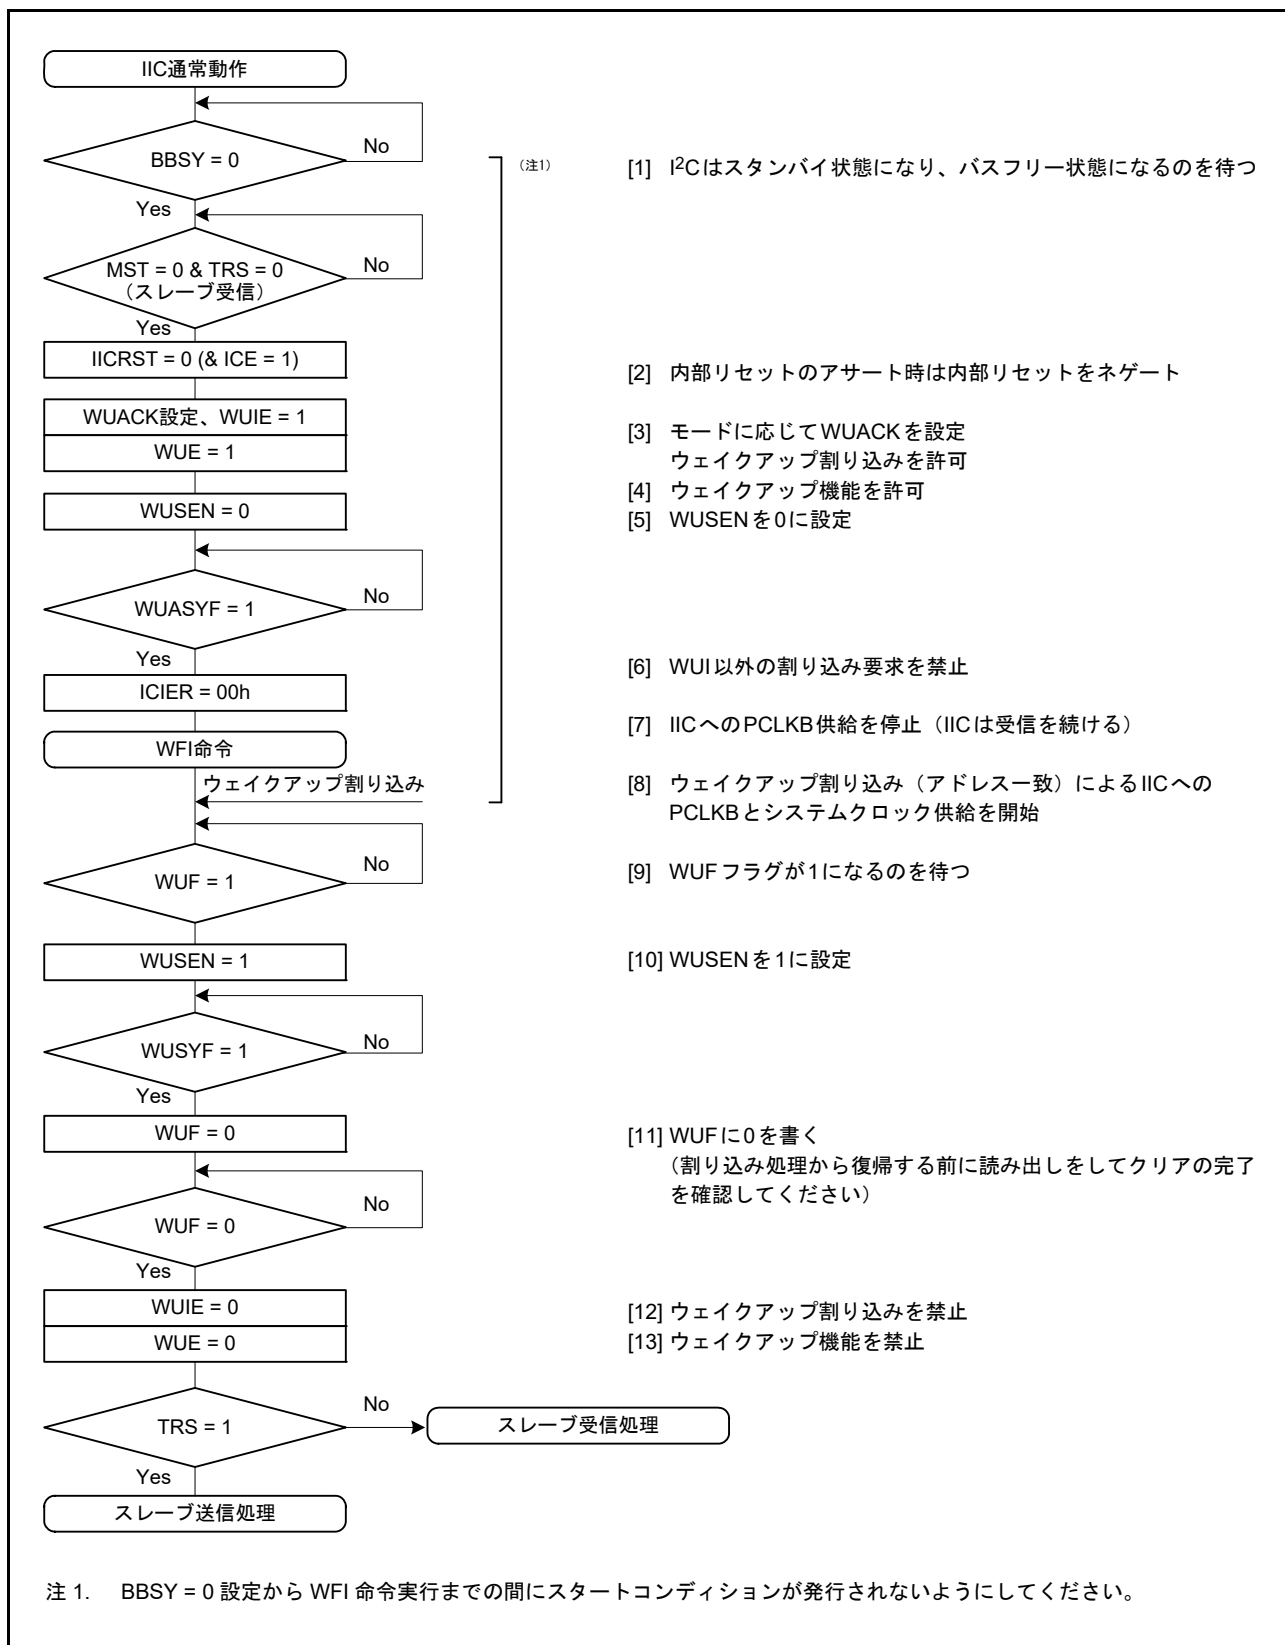 IIC通常動作
BBSY = 0
No
Yes
（注1）
[1] I2Cはスタンバイ状態になり、バスフリー状態になるのを待つ
MST = 0 & TRS = 0
（スレーブ受信）
No
Yes
IICRST = 0 (& ICE = 1)
[2] 内部リセットのアサート時は内部リセットをネゲート
WUACK設定、WUIE = 1
[3] モードに応じてWUACKを設定
ウェイクアップ割り込みを許可
WUE = 1
[4] ウェイクアップ機能を許可
WUSEN = 0
[5] WUSENを0に設定
WUASYF = 1
No
Yes
ICIER = 00h
[6] WUI以外の割り込み要求を禁止
WFI命令
[7] IICへのPCLKB供給を停止（IICは受信を続ける）
ウェイクアップ割り込み
[8] ウェイクアップ割り込み（アドレス一致）によるIICへの
PCLKBとシステムクロック供給を開始
WUF = 1
No
[9] WUFフラグが1になるのを待つ
WUSEN = 1
[10] WUSENを1に設定
WUSYF = 1
No
Yes
WUF = 0
[11] WUFに0を書く
（割り込み処理から復帰する前に読み出しをしてクリアの完了
を確認してください）
WUF = 0
No
Yes
WUIE = 0
[12] ウェイクアップ割り込みを禁止
WUE = 0
[13] ウェイクアップ機能を禁止
TRS = 1
No
スレーブ受信処理
Yes
スレーブ送信処理
注 1. BBSY = 0 設定から WFI 命令実行までの間にスタートコンディションが発行されないようにしてください。